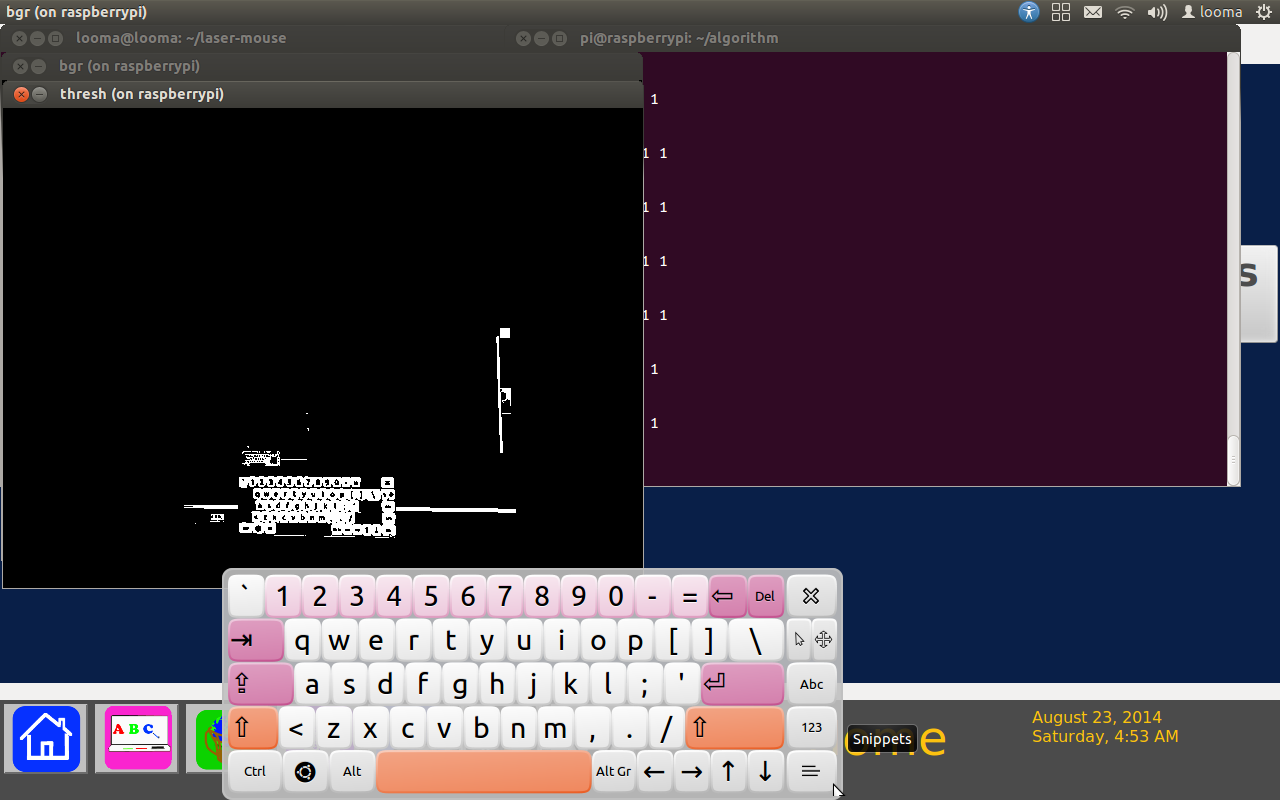 bgr (on raspberrypi)
looma
looma@looma: ~/laser-mouse
pi@raspberrypi: ~/algorithm
bgr (on raspberrypi)
thresh (on raspberrypi)
1
1 1
1 1
1 1
1 1
1
1
s
` 1 2 3 4 5 6 7 8 9 0 - = ⇦ Del
q w e r t y u i o p [ ] \
a s d f g h j k l ; ' Abc
< z x c v b n m , . / 123
Ctrl Alt Alt Gr ← → ↑ ↓
A B C
ome
Snippets
August 23, 2014
Saturday, 4:53 AM